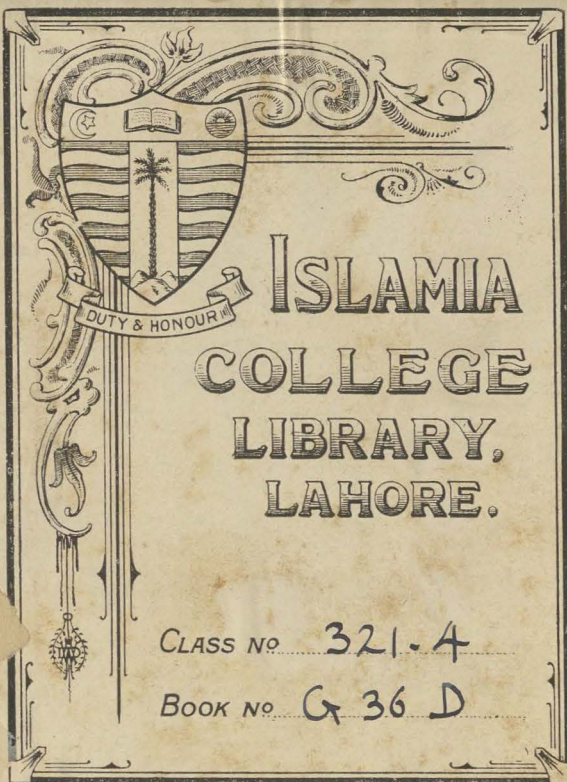 DUTY & HONOUR
ISLAMIA
COLLEGE
LIBRARY,
LAHORE.
CLASS No 321.4
BOOK No G 36 D